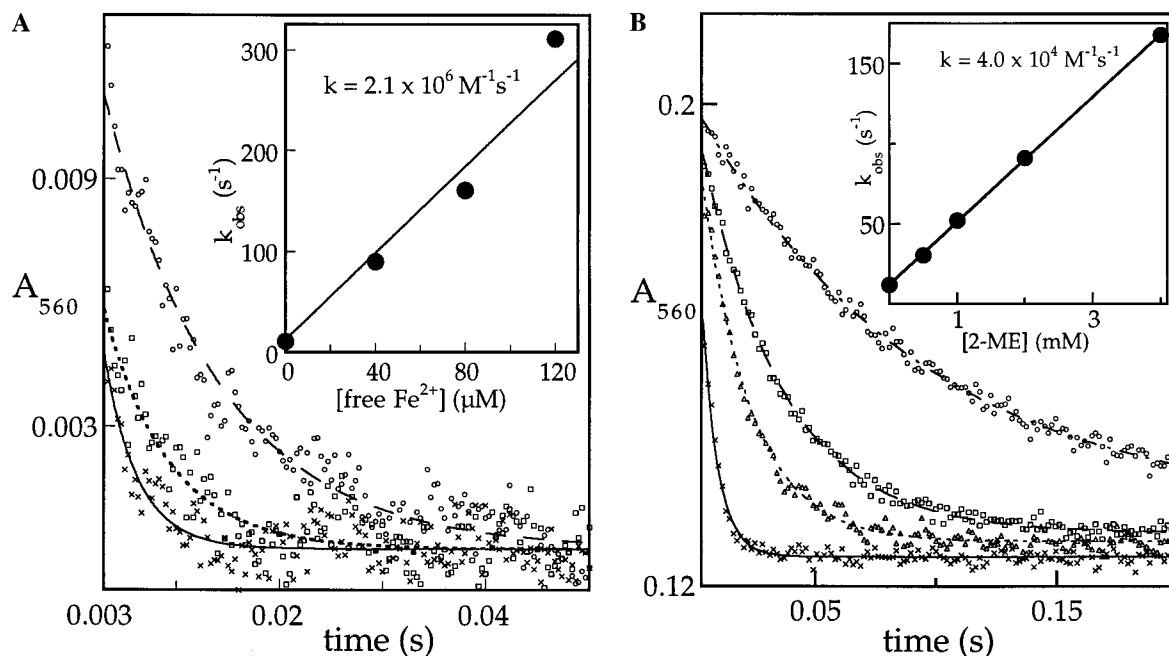 A
300
200
100
0
k_obs (s⁻¹)
k = 2.1 x 10⁶ M⁻¹s⁻¹
0 40 80 120
[free Fe²⁺] (µM)
0.009
A₅₆₀
0.003
0.003 0.02 0.04
time (s)
B
150
50
k_obs (s⁻¹)
k = 4.0 x 10⁴ M⁻¹s⁻¹
1 3
[2-ME] (mM)
0.2
A₅₆₀
0.12
0.05 0.15
time (s)